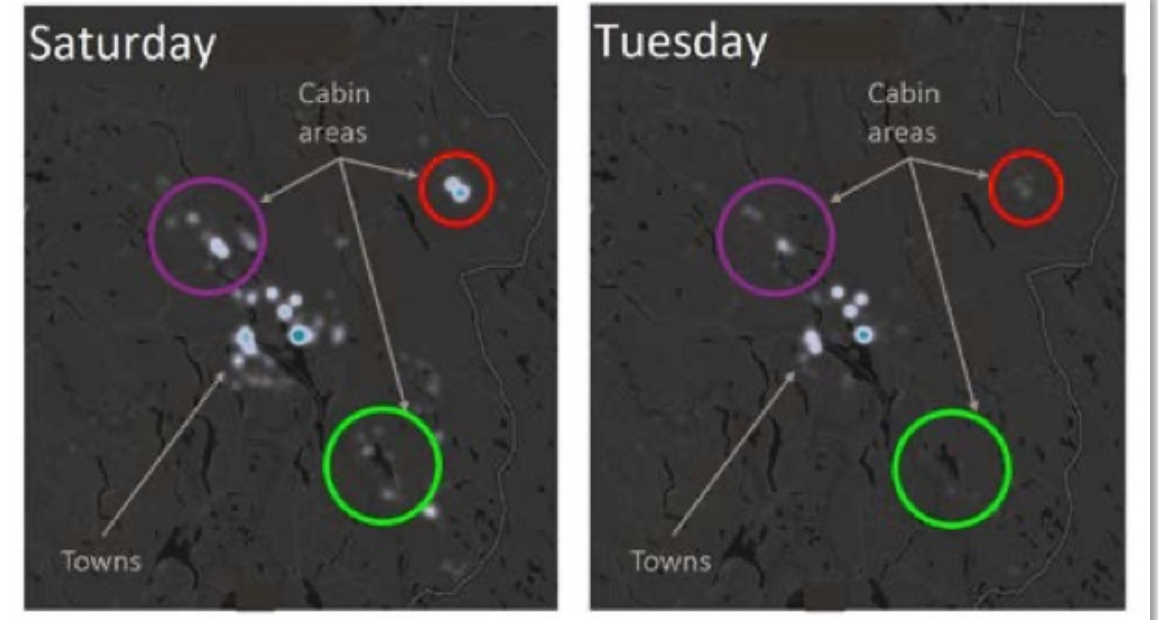 Saturday
Cabin
areas
Towns
Tuesday
Cabin
areas
Towns